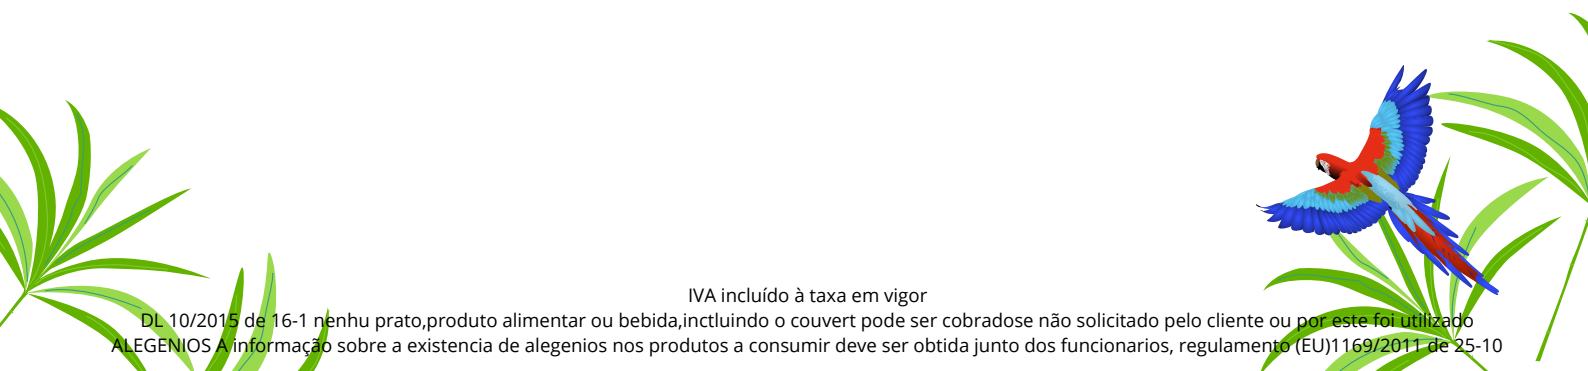 IVA incluído à taxa em vigor
DL 10/2015 de 16-1 nenhu prato,produto alimentar ou bebida,inctluindo o couvert pode ser cobradose não solicitado pelo cliente ou por este foi utilizado
ALEGENIOS A informação sobre a existencia de alegenios nos produtos a consumir deve ser obtida junto dos funcionarios, regulamento (EU)1169/2011 de 25-10